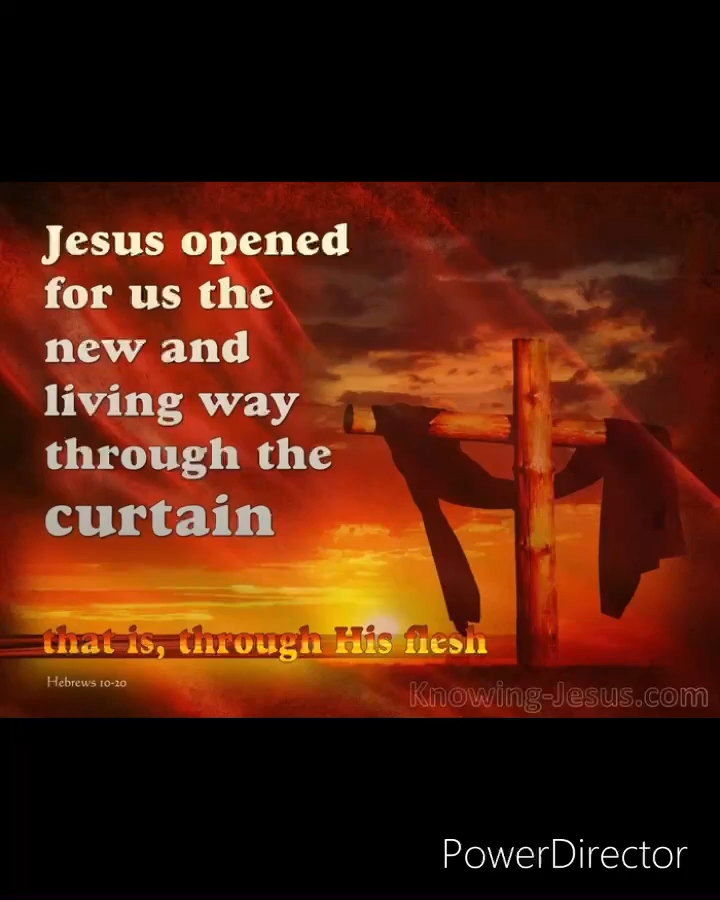 Jesus opened
for us the
new and
living way
through the
curtain
that is, through His flesh
Hebrews 10-20
Knowing-Jesus.com
PowerDirector